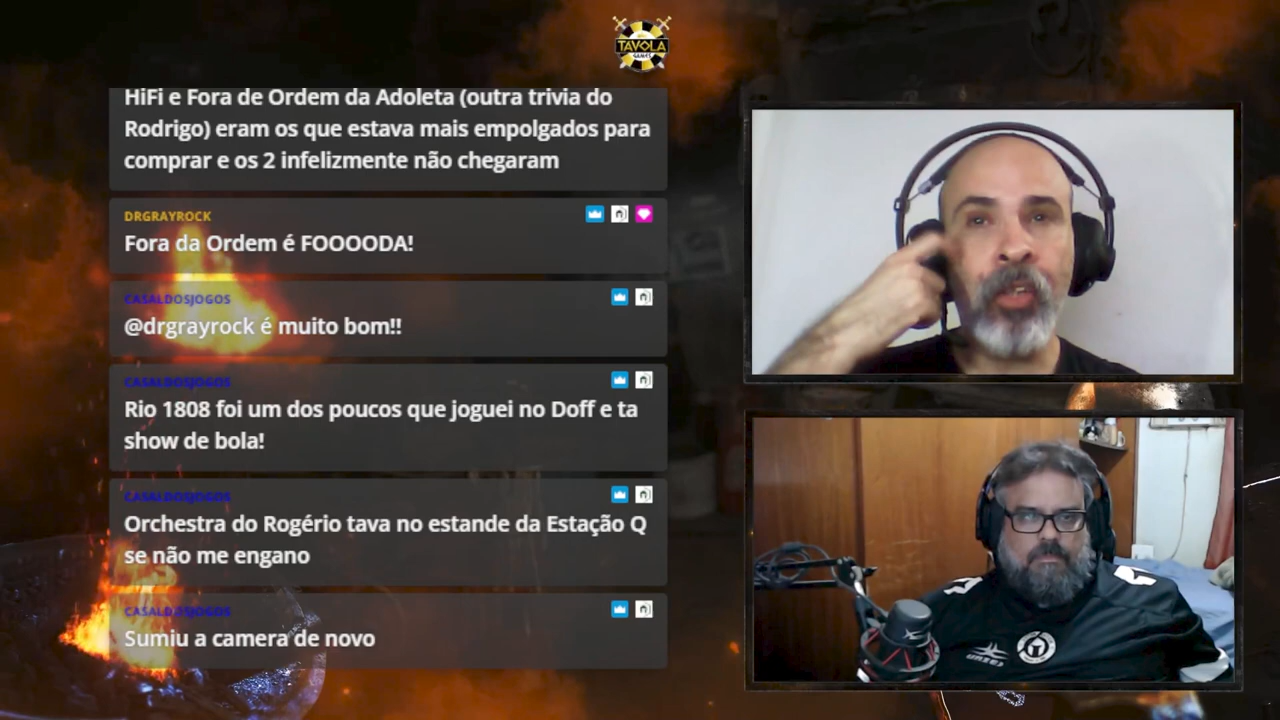 TAVOLA
GAMES
HiFi e Fora de Ordem da Adoleta (outra trivia do
Rodrigo) eram os que estava mais empolgados para
comprar e os 2 infelizmente não chegaram
DRGRAYROCK
Fora da Ordem é FOOOODA!
CASALDOSJOGOS
@drgrayrock é muito bom!!
CASALDOSJOGOS
Rio 1808 foi um dos poucos que joguei no Doff e ta
show de bola!
CASALDOSJOGOS
Orchestra do Rogério tava no estande da Estação Q
se não me engano
CASALDOSJOGOS
Sumiu a camera de novo